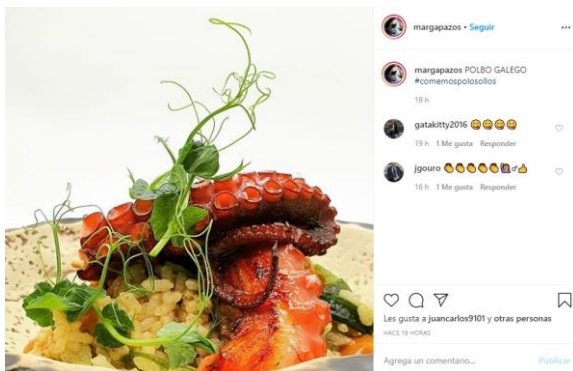 margapazos • Seguir
margapazos POLBO GALEGO
#comemospolosollos
19 h
gatakitty2016 😋😋😋😋
19 h 1 Me gusta Responder
jgouro 👏👏👏👏👏🙋🏽‍♂️👍
16 h 1 Me gusta Responder
Les gusta a juancarlos9101 y otras personas
HACE 19 HORAS
Agrega un comentario... Publicar